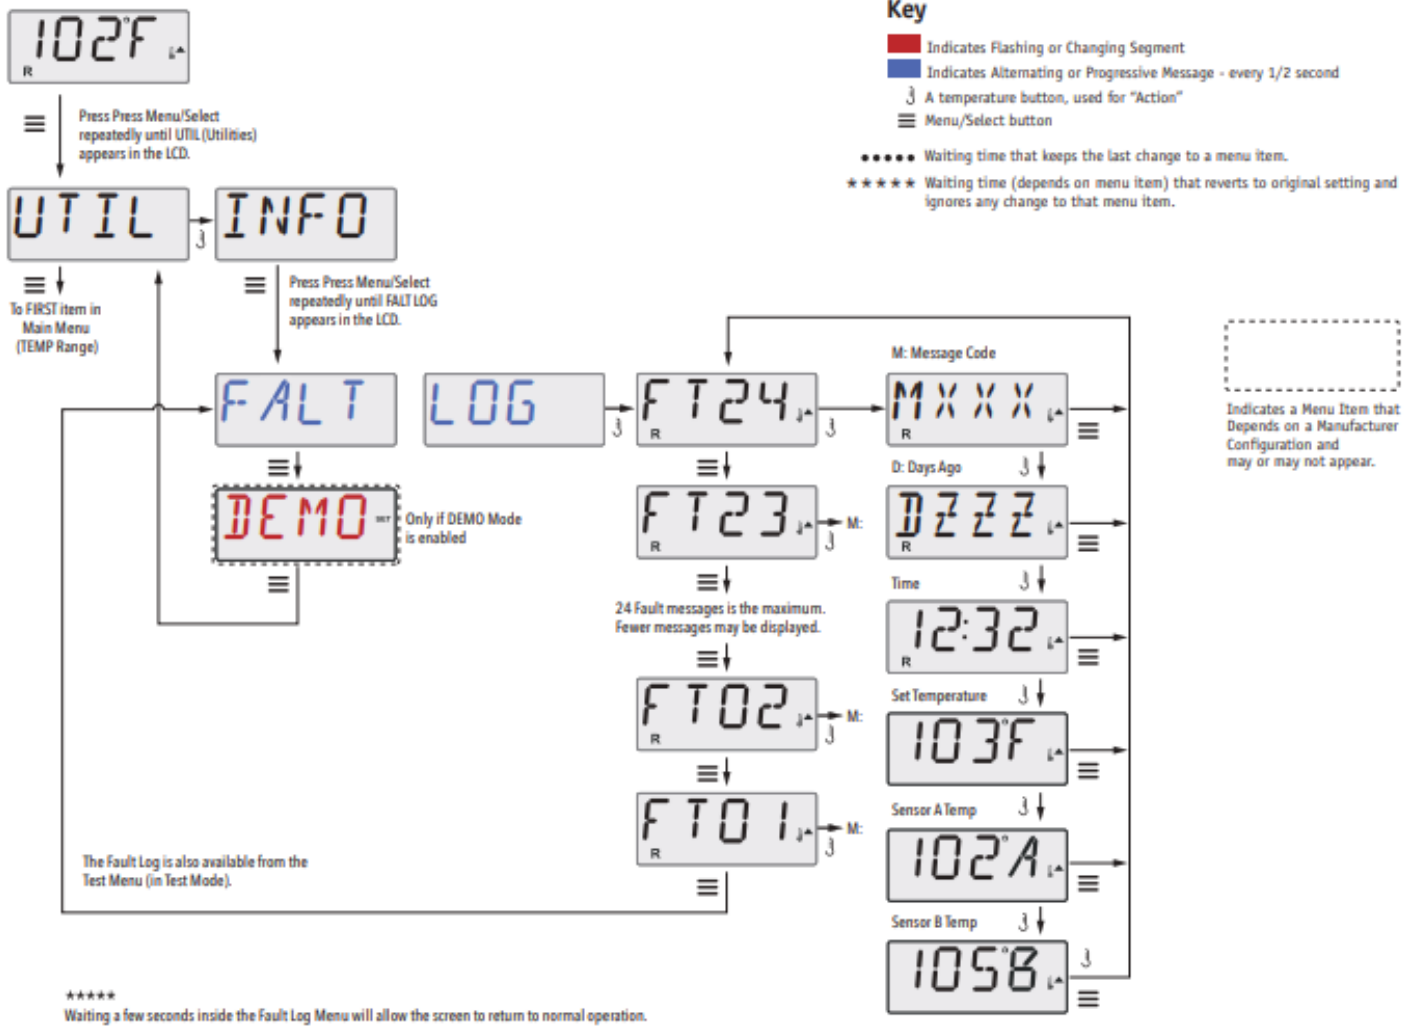 102°F
R
Press Press Menu/Select
repeatedly until UTIL (Utilities)
appears in the LCD.
UTIL
INFO
To FIRST item in
Main Menu
(TEMP Range)
Press Press Menu/Select
repeatedly until FALT LOG
appears in the LCD.
FALT
LOG
DEMO
SET
Only if DEMO Mode
is enabled
FT24
R
FT23
R
M:
24 Fault messages is the maximum.
Fewer messages may be displayed.
FT02
R
M:
FT01
R
M:
M: Message Code
MXXX
R
D: Days Ago
DZZZ
R
Time
12:32
R
Set Temperature
103°F
Sensor A Temp
102°A
Sensor B Temp
105°B
Key
Indicates Flashing or Changing Segment
Indicates Alternating or Progressive Message - every 1/2 second
A temperature button, used for "Action"
Menu/Select button
••••• Waiting time that keeps the last change to a menu item.
★★★★★ Waiting time (depends on menu item) that reverts to original setting and
ignores any change to that menu item.
Indicates a Menu Item that
Depends on a Manufacturer
Configuration and
may or may not appear.
The Fault Log is also available from the
Test Menu (in Test Mode).
★★★★★
Waiting a few seconds inside the Fault Log Menu will allow the screen to return to normal operation.